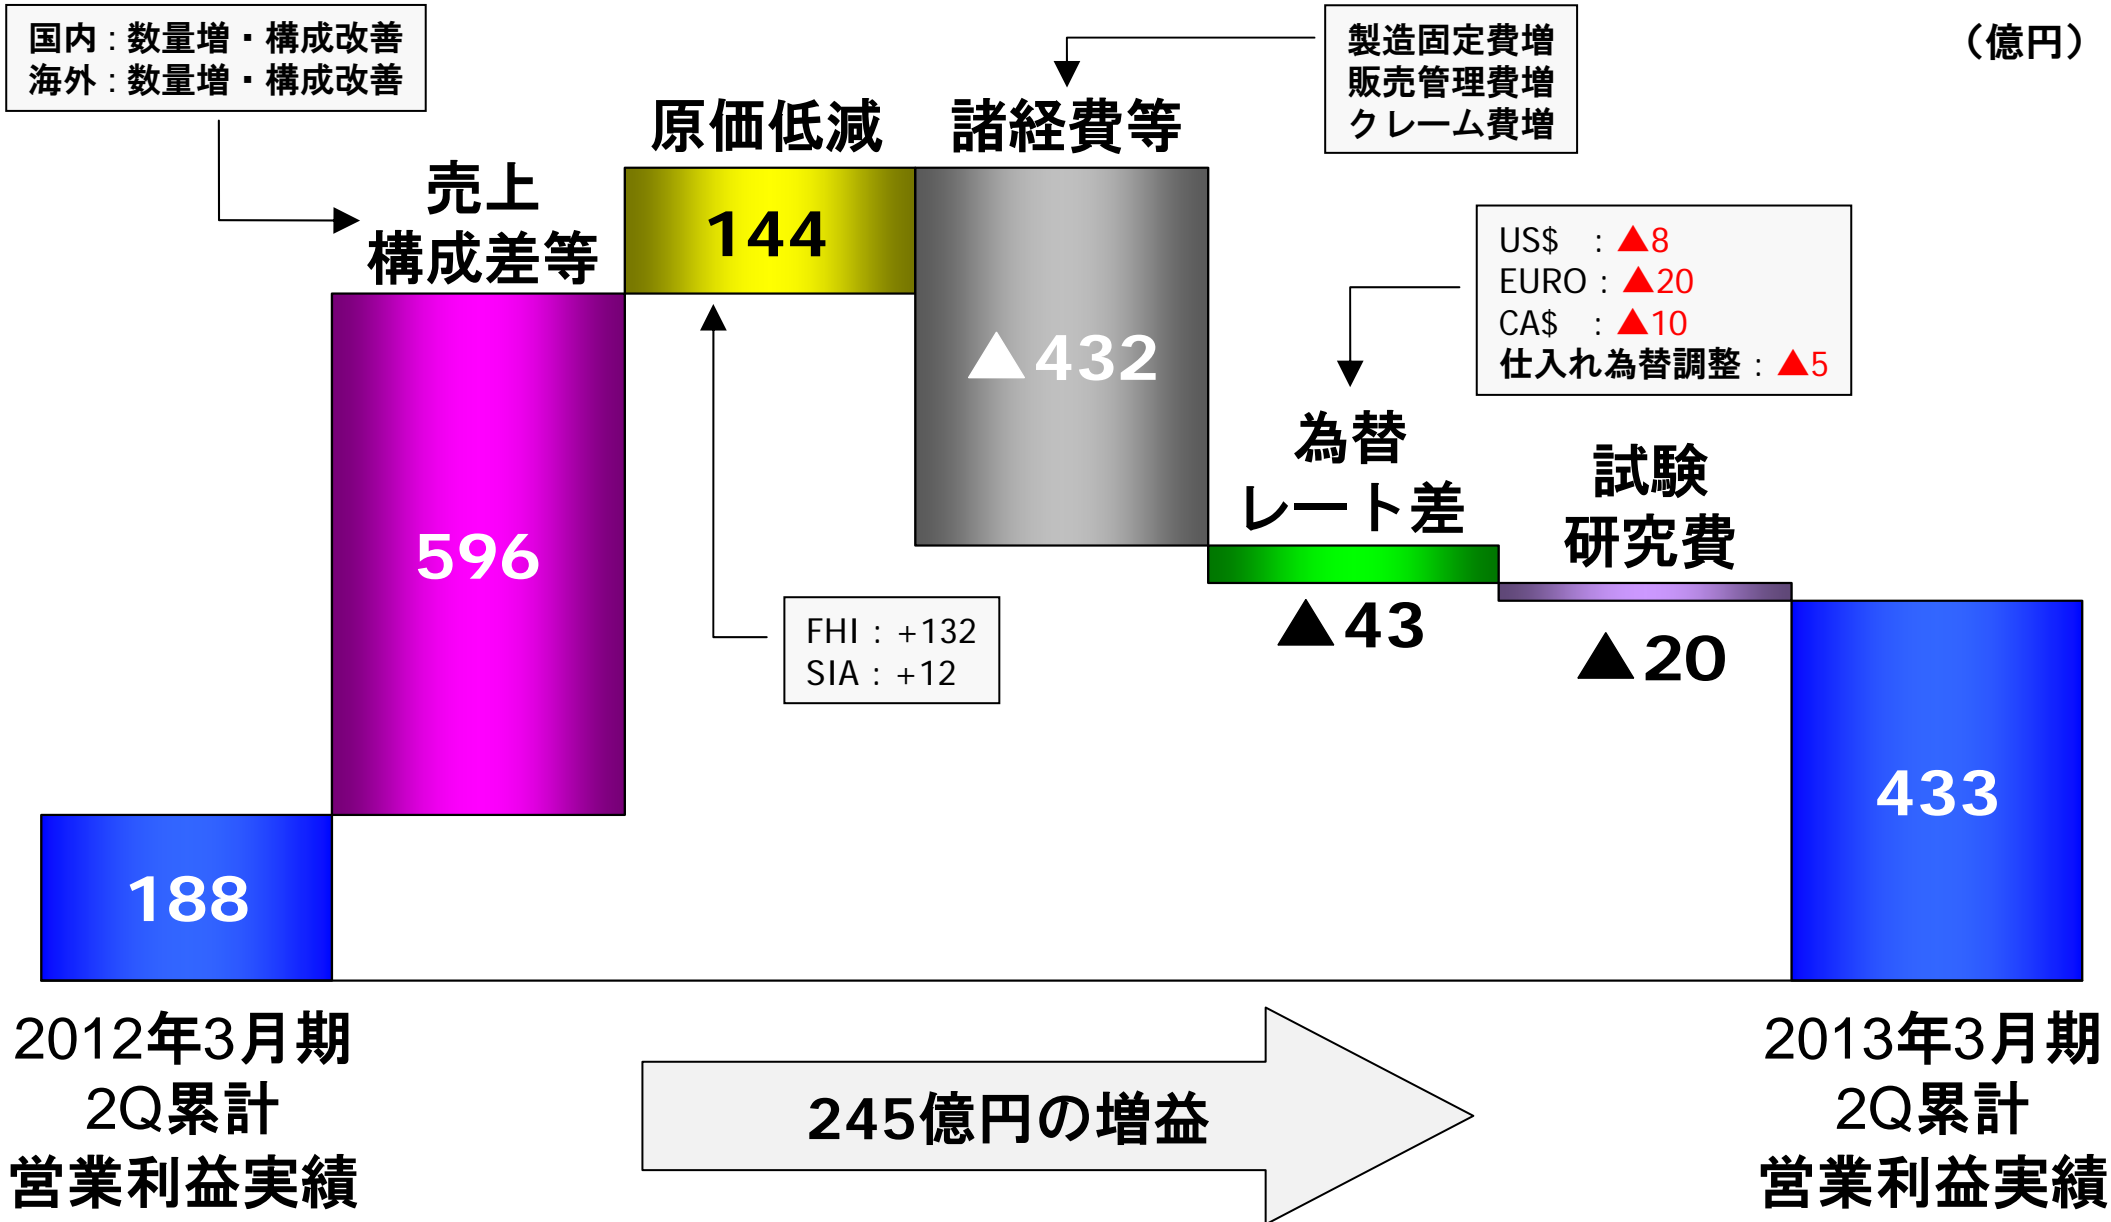 国内 : 数量増・構成改善
海外 : 数量増・構成改善
製造固定費増
販売管理費増
クレーム費増
（億円）
売上
構成差等
原価低減
諸経費等
144
▲432
596
US$ : ▲8
EURO : ▲20
CA$ : ▲10
仕入れ為替調整 : ▲5
為替
レート差
試験
研究費
▲43
▲20
FHI : +132
SIA : +12
188
433
2012年3月期
2Q累計
営業利益実績
245億円の増益
2013年3月期
2Q累計
営業利益実績